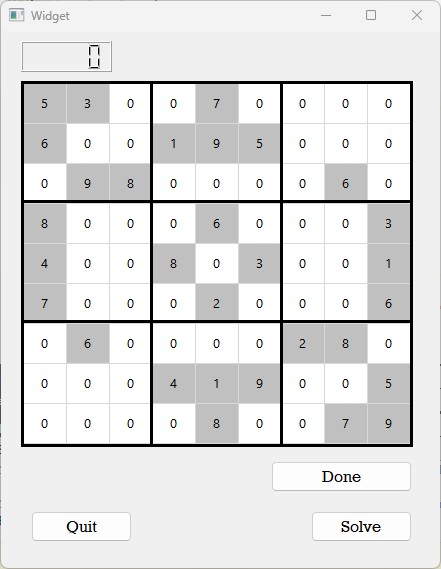 Widget
0
5 3 0 0 7 0 0 0 0
6 0 0 1 9 5 0 0 0
0 9 8 0 0 0 0 6 0
8 0 0 0 6 0 0 0 3
4 0 0 8 0 3 0 0 1
7 0 0 0 2 0 0 0 6
0 6 0 0 0 0 2 8 0
0 0 0 4 1 9 0 0 5
0 0 0 0 8 0 0 7 9
Done
Quit Solve